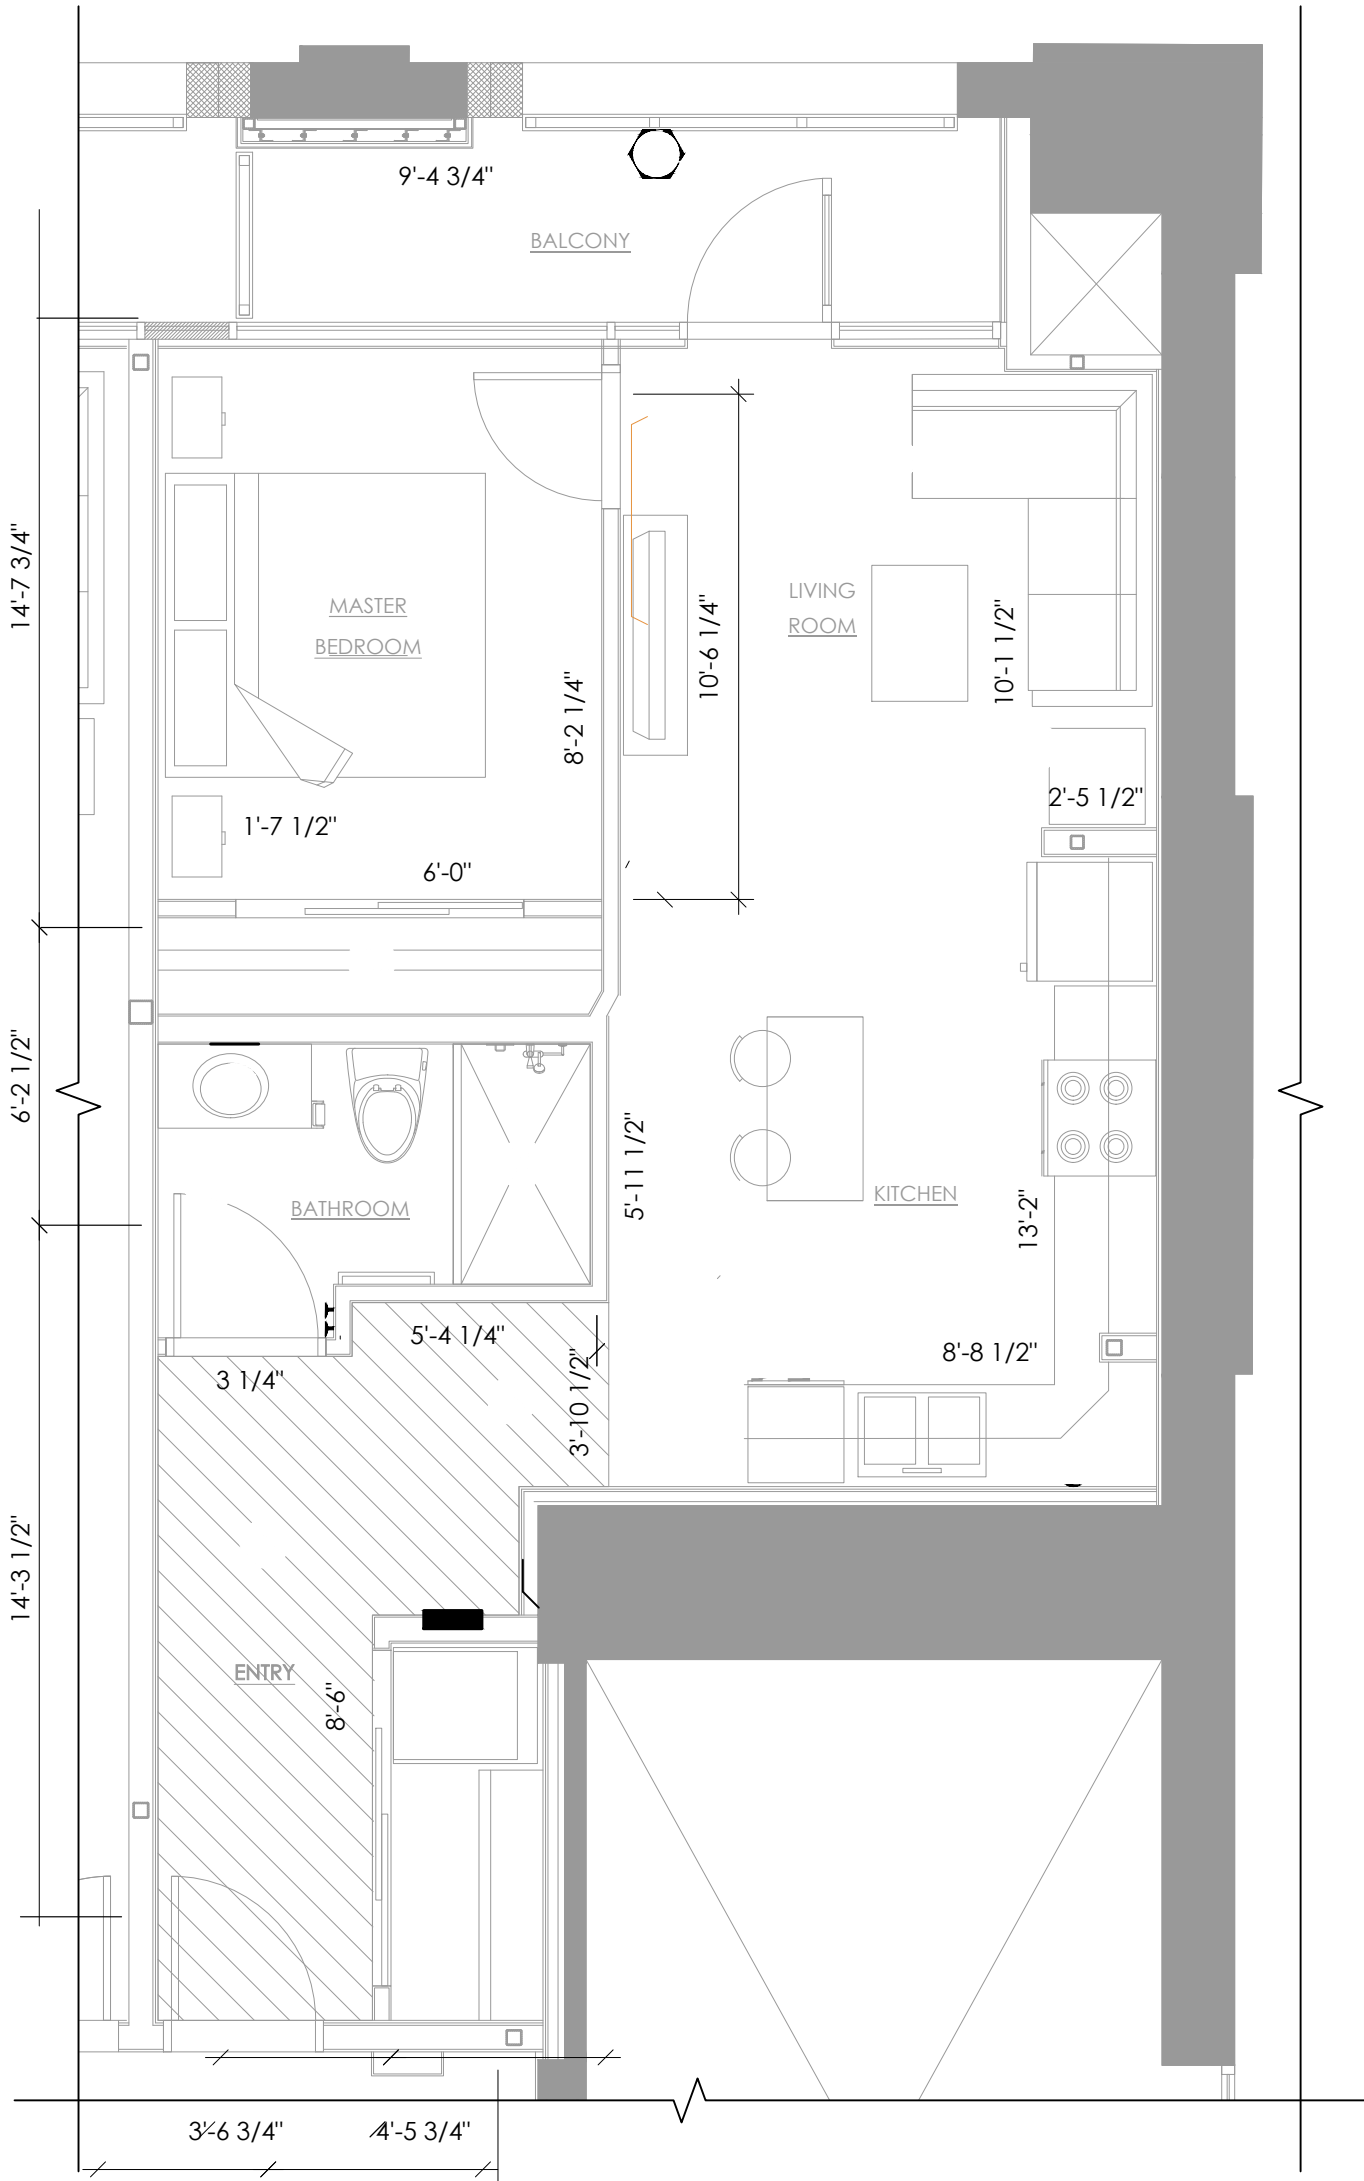 9'-4 3/4"
BALCONY
14'-7 3/4"
MASTER
BEDROOM
LIVING
ROOM
10'-6 1/4"
10'-1 1/2"
8'-2 1/4"
2'-5 1/2"
1'-7 1/2"
6'-0"
6'-2 1/2"
5'-11 1/2"
BATHROOM
KITCHEN
13'-2"
5'-4 1/4"
8'-8 1/2"
3 1/4"
3'-10 1/2"
14'-3 1/2"
ENTRY
8'-6"
3'-6 3/4"
4'-5 3/4"